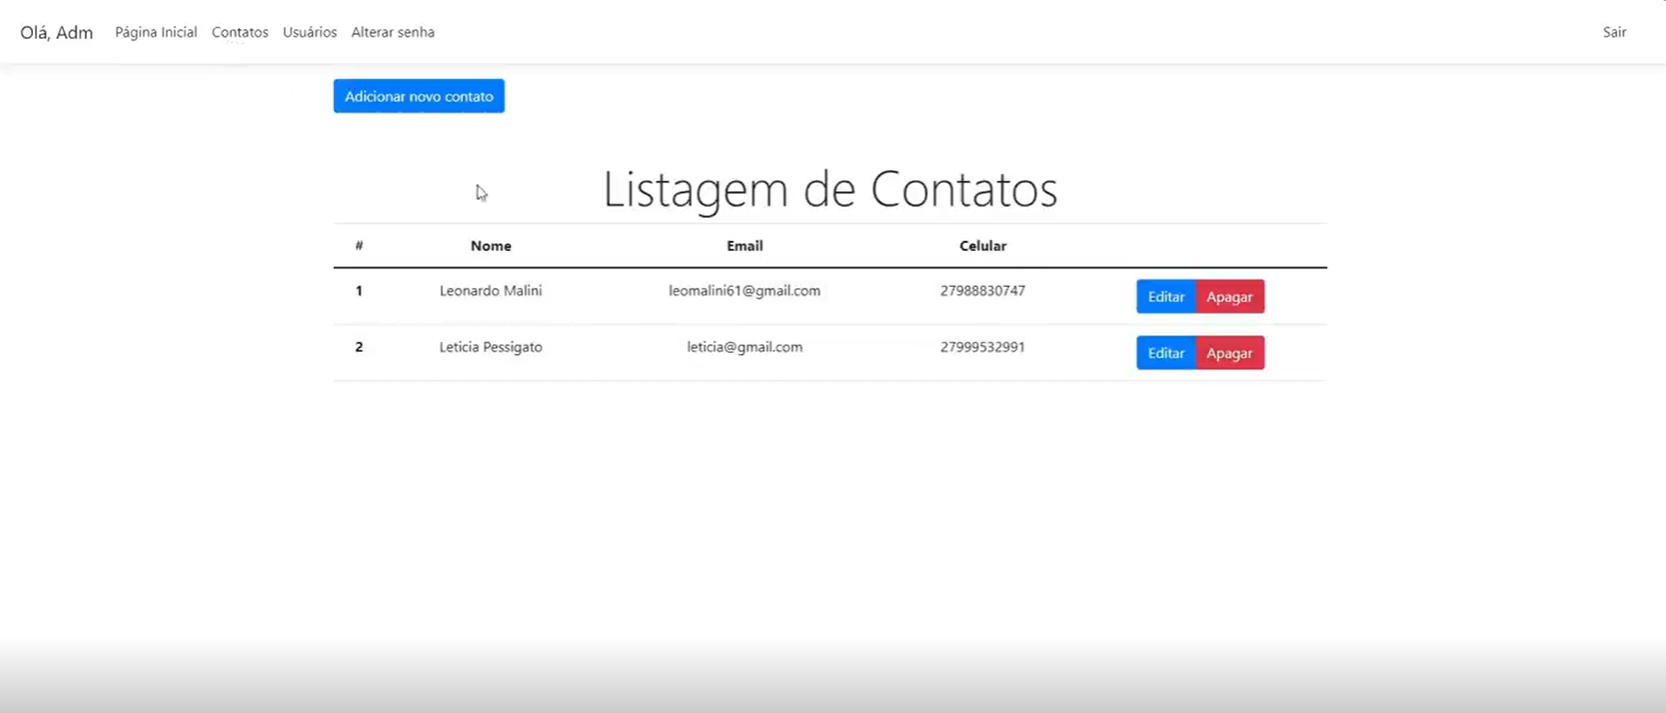 Olá, Adm Página Inicial Contatos Usuários Alterar senha Sair
Adicionar novo contato
Listagem de Contatos
# Nome Email Celular
1 Leonardo Malini leomalini61@gmail.com 27988830747 Editar Apagar
2 Leticia Pessigato leticia@gmail.com 27999532991 Editar Apagar